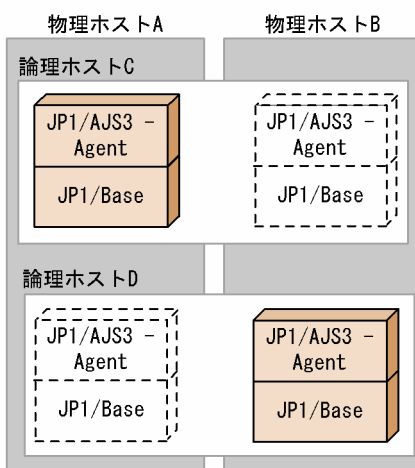 物理ホストA
物理ホストB
論理ホストC
JP1/AJS3 -
Agent
JP1/Base
JP1/AJS3 -
Agent
JP1/Base
論理ホストD
JP1/AJS3 -
Agent
JP1/Base
JP1/AJS3 -
Agent
JP1/Base